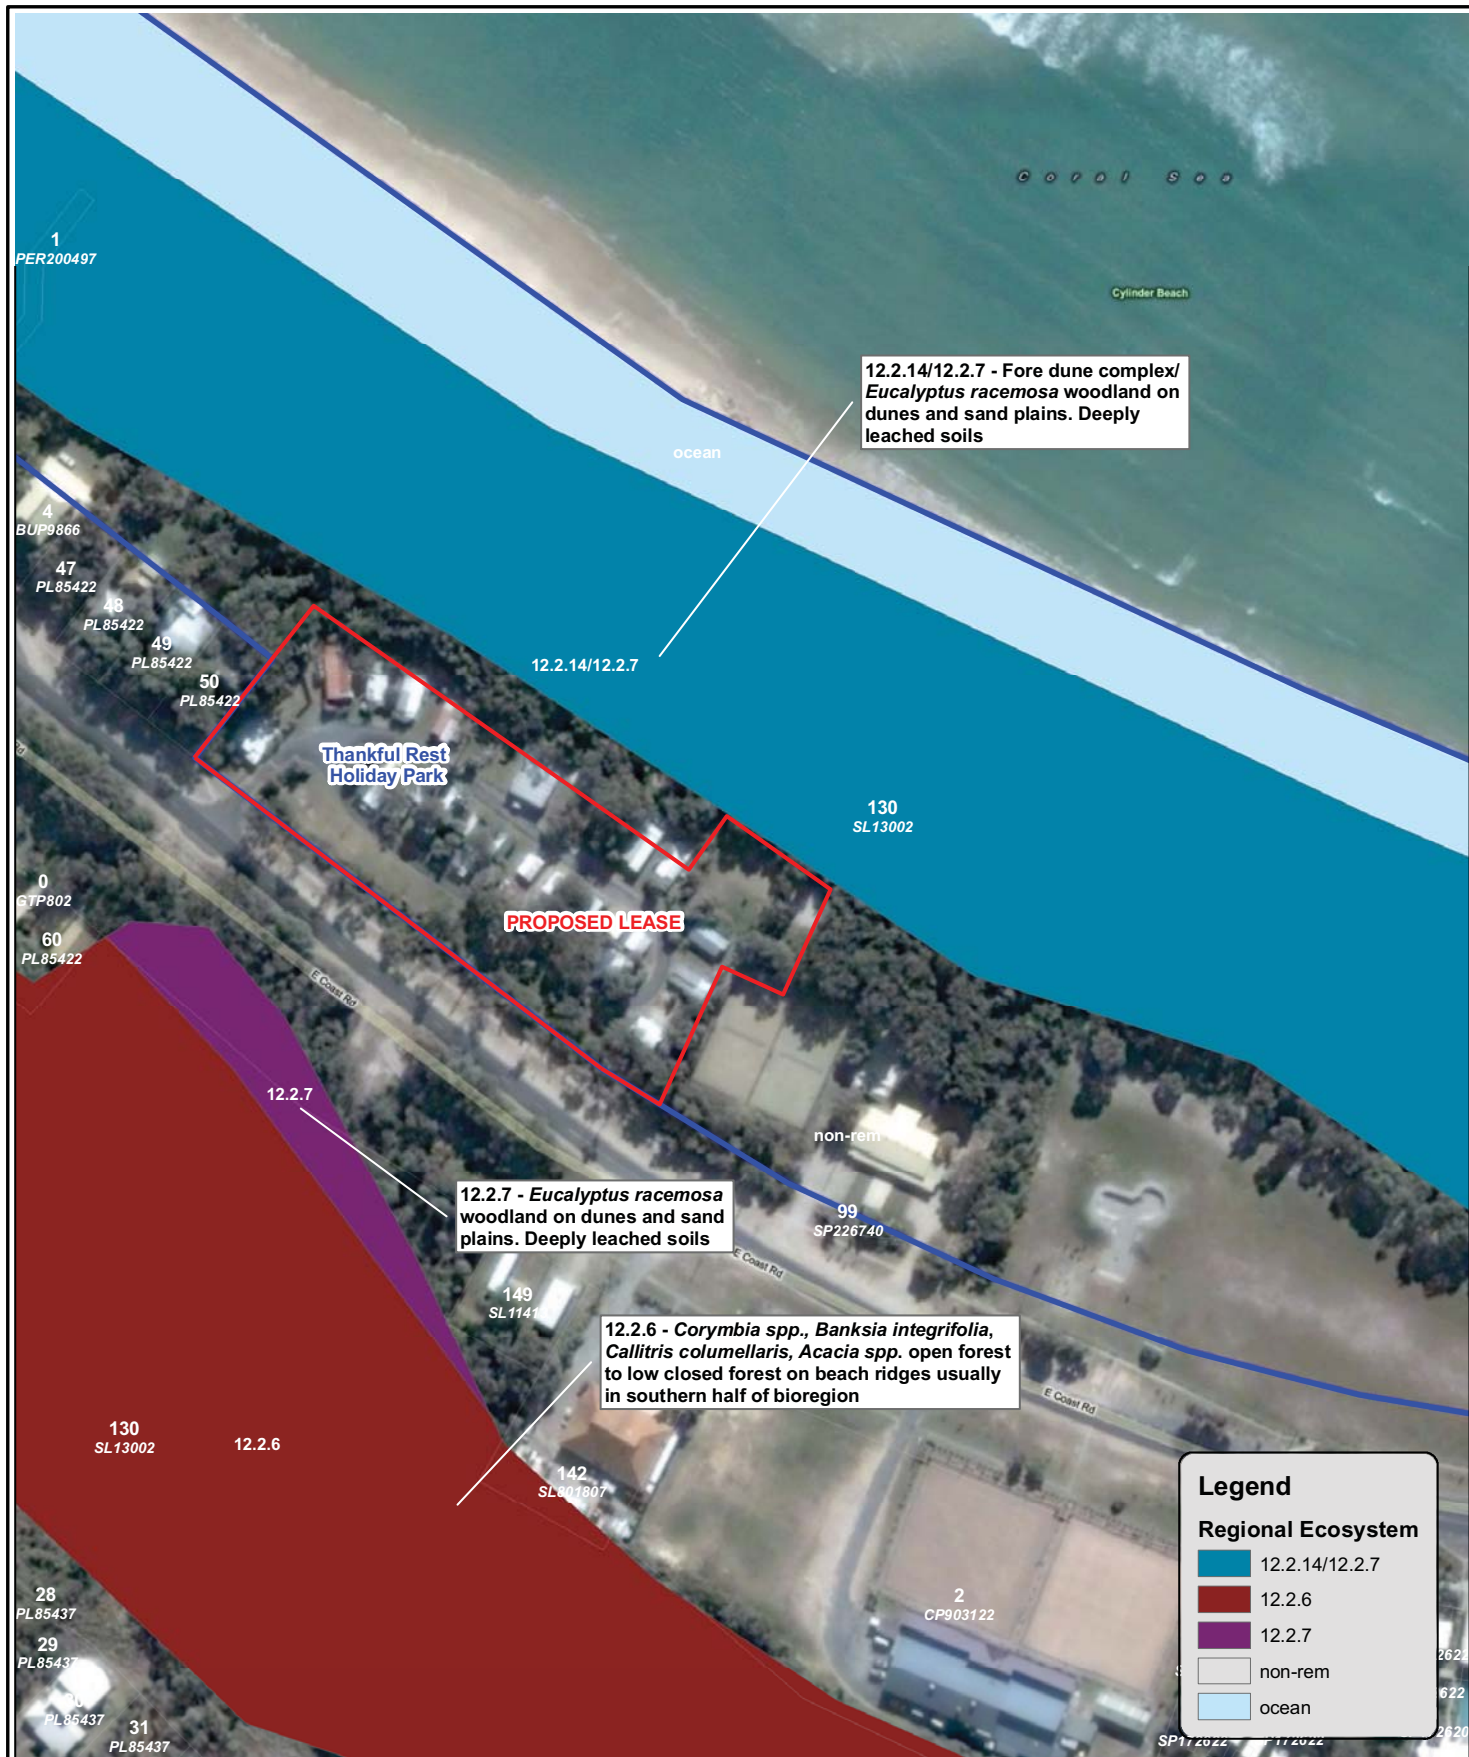 Coral Sea
1
PER200497
Cylinder Beach
12.2.14/12.2.7 - Fore dune complex/
Eucalyptus racemosa woodland on
dunes and sand plains. Deeply
leached soils
ocean
4
BUP9866
47
PL85422
48
PL85422
49
PL85422
50
PL85422
12.2.14/12.2.7
Thankful Rest
Holiday Park
130
SL13002
0
GTP802
60
PL85422
PROPOSED LEASE
E Coast Rd
12.2.7
non-rem
12.2.7 - Eucalyptus racemosa
woodland on dunes and sand
plains. Deeply leached soils
99
SP226740
E Coast Rd
149
SL1141
12.2.6 - Corymbia spp., Banksia integrifolia,
Callitris columellaris, Acacia spp. open forest
to low closed forest on beach ridges usually
in southern half of bioregion
E Coast Rd
130
SL13002
12.2.6
142
SL801807
2
CP903122
28
PL85437
29
PL85437
PL85437
31
PL85437
Legend
Regional Ecosystem
12.2.14/12.2.7
12.2.6
12.2.7
non-rem
ocean
2622
622
2620
SP172622